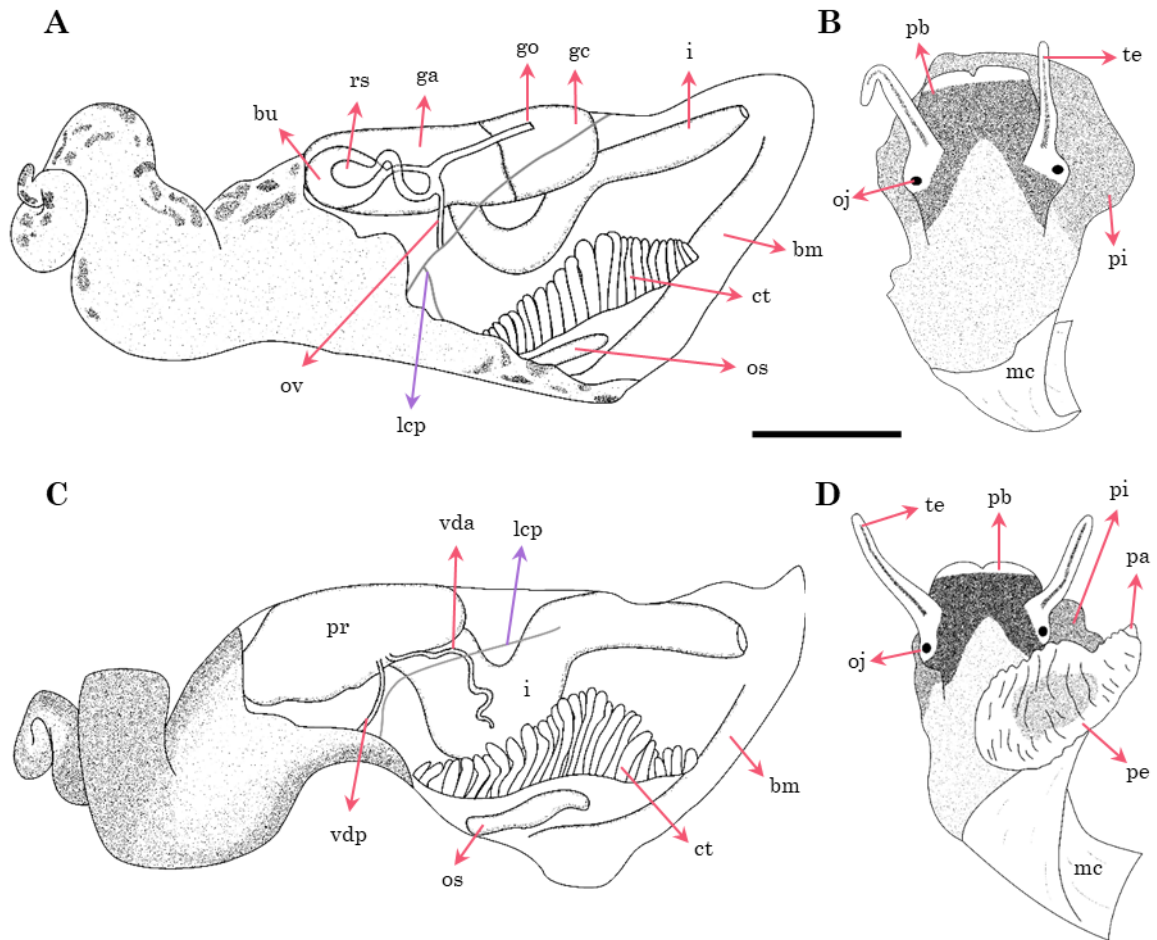 A
B
go
gc
i
pb
te
rs
ga
bu
oj
pi
bm
ct
os
ov
mc
lcp
C
D
vda
lcp
te
pb
pi
pa
pr
oj
i
bm
pe
vdp
ct
os
mc